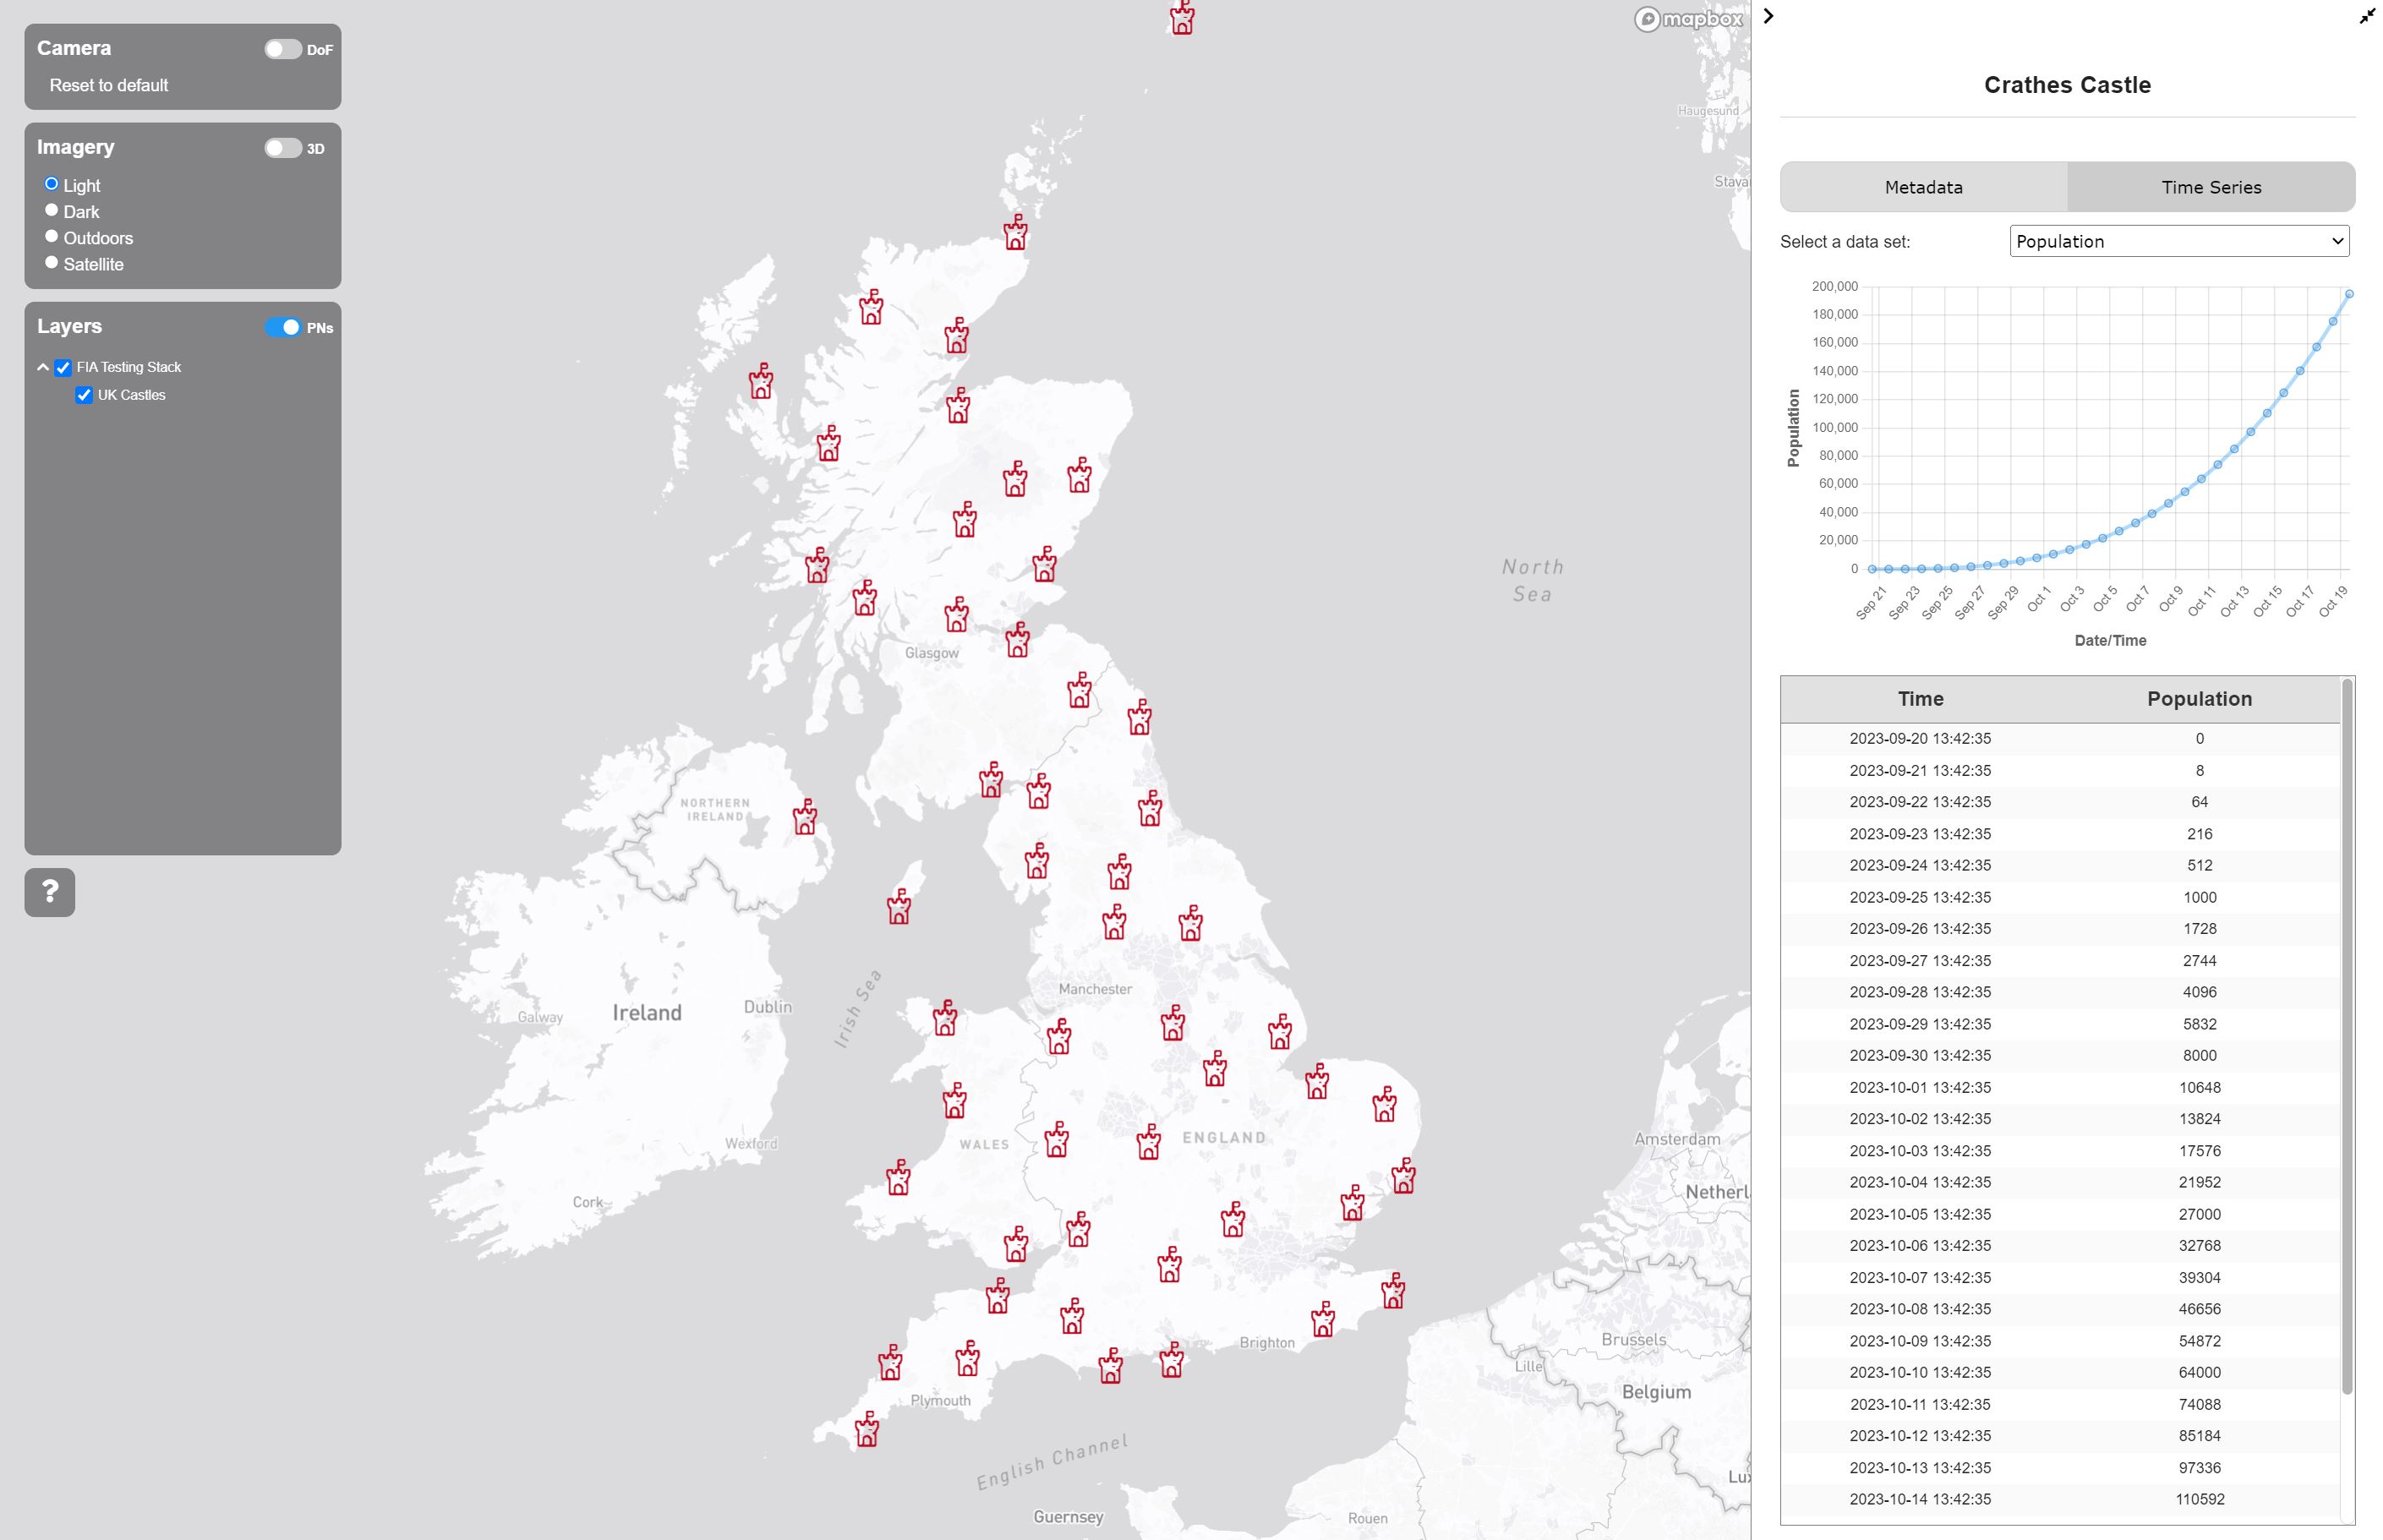 Camera
DoF
Reset to default
Imagery
3D
Light
Dark
Outdoors
Satellite
Layers
PNs
FIA Testing Stack
UK Castles
?
mapbox
Haugesund
Stava
North
Sea
Glasgow
NORTHERN
IRELAND
Irish Sea
Manchester
Ireland
Dublin
Galway
WALES
ENGLAND
Wexford
Cork
Amsterdam
Netherl
Brighton
Brussels
Lille
Belgium
Plymouth
English Channel
Lux
Guernsey
Rouen
Crathes Castle
Metadata
Time Series
Select a data set:
Population
200,000
180,000
160,000
140,000
120,000
100,000
80,000
60,000
40,000
20,000
0
Population
Sep 21
Sep 23
Sep 25
Sep 27
Sep 29
Oct 1
Oct 3
Oct 5
Oct 7
Oct 9
Oct 11
Oct 13
Oct 15
Oct 17
Oct 19
Date/Time
Time Population
2023-09-20 13:42:35 0
2023-09-21 13:42:35 8
2023-09-22 13:42:35 64
2023-09-23 13:42:35 216
2023-09-24 13:42:35 512
2023-09-25 13:42:35 1000
2023-09-26 13:42:35 1728
2023-09-27 13:42:35 2744
2023-09-28 13:42:35 4096
2023-09-29 13:42:35 5832
2023-09-30 13:42:35 8000
2023-10-01 13:42:35 10648
2023-10-02 13:42:35 13824
2023-10-03 13:42:35 17576
2023-10-04 13:42:35 21952
2023-10-05 13:42:35 27000
2023-10-06 13:42:35 32768
2023-10-07 13:42:35 39304
2023-10-08 13:42:35 46656
2023-10-09 13:42:35 54872
2023-10-10 13:42:35 64000
2023-10-11 13:42:35 74088
2023-10-12 13:42:35 85184
2023-10-13 13:42:35 97336
2023-10-14 13:42:35 110592